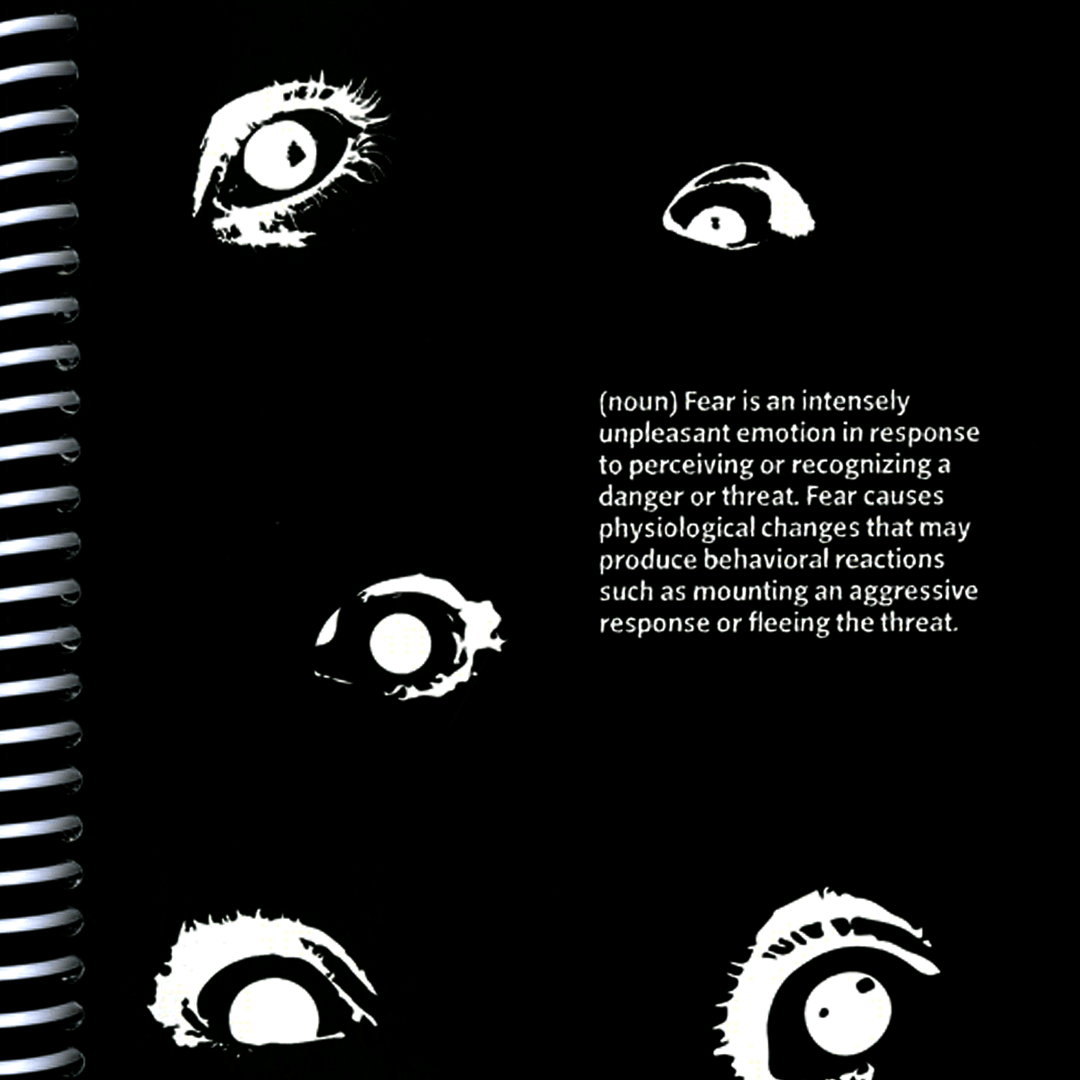 (noun) Fear is an intensely
unpleasant emotion in response
to perceiving or recognizing a
danger or threat. Fear causes
physiological changes that may
produce behavioral reactions
such as mounting an aggressive
response or fleeing the threat.